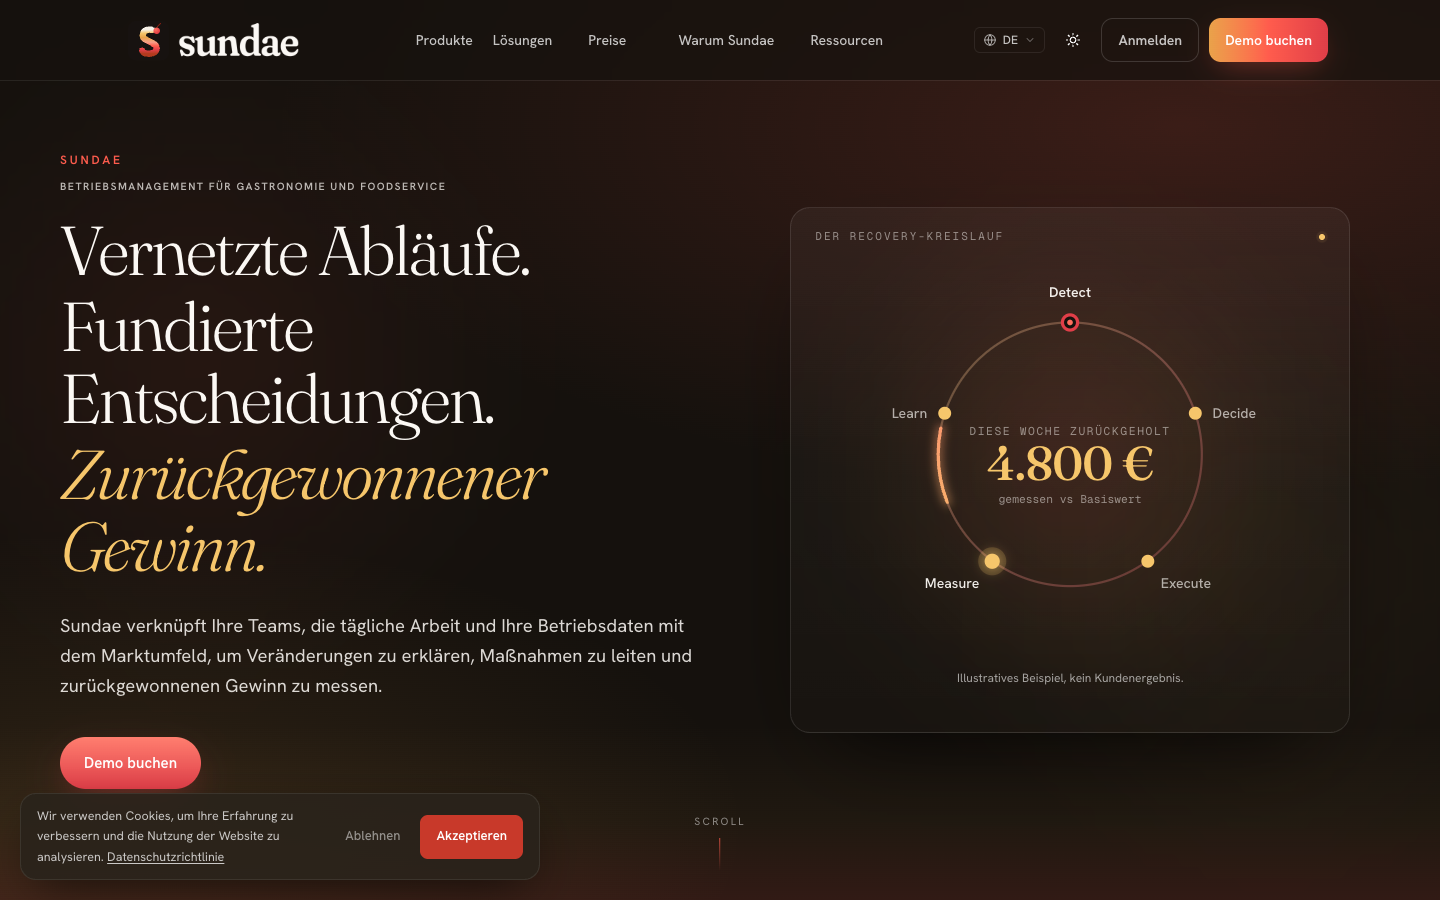 sundae
Produkte
Lösungen
Preise
Warum Sundae
Ressourcen
DE
Anmelden
Demo buchen
SUNDAE
BETRIEBSMANAGEMENT FÜR GASTRONOMIE UND FOODSERVICE
Vernetzte Abläufe.
Fundierte
Entscheidungen.
Zurückgewonnener
Gewinn.
Sundae verknüpft Ihre Teams, die tägliche Arbeit und Ihre Betriebsdaten mit
dem Marktumfeld, um Veränderungen zu erklären, Maßnahmen zu leiten und
zurückgewonnenen Gewinn zu messen.
Demo buchen
DER RECOVERY-KREISLAUF
Detect
Learn
Decide
DIESE WOCHE ZURÜCKGEHOLT
4.800 €
gemessen vs Basiswert
Measure
Execute
Illustratives Beispiel, kein Kundenergebnis.
SCROLL
Wir verwenden Cookies, um Ihre Erfahrung zu
verbessern und die Nutzung der Website zu
analysieren. Datenschutzrichtlinie
Ablehnen
Akzeptieren